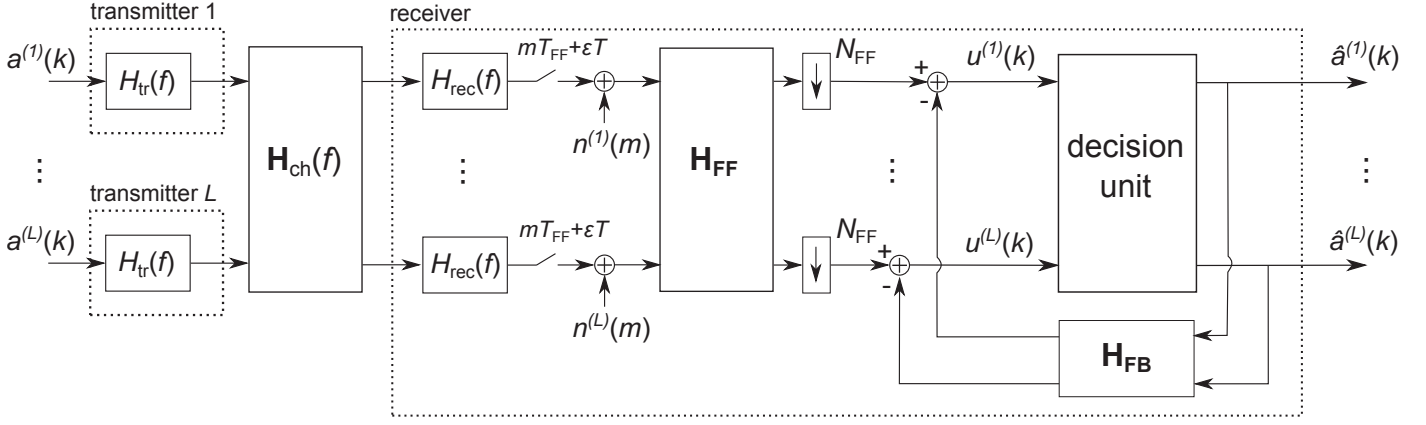 transmitter 1
receiver
a^(1)(k)
H_tr(f)
H_ch(f)
H_rec(f)
mT_FF+εT
n^(1)(m)
H_FF
N_FF
+
-
u^(1)(k)
decision
unit
â^(1)(k)
⋮
⋮
⋮
⋮
⋮
transmitter L
a^(L)(k)
H_tr(f)
H_rec(f)
mT_FF+εT
n^(L)(m)
N_FF
+
-
u^(L)(k)
â^(L)(k)
H_FB